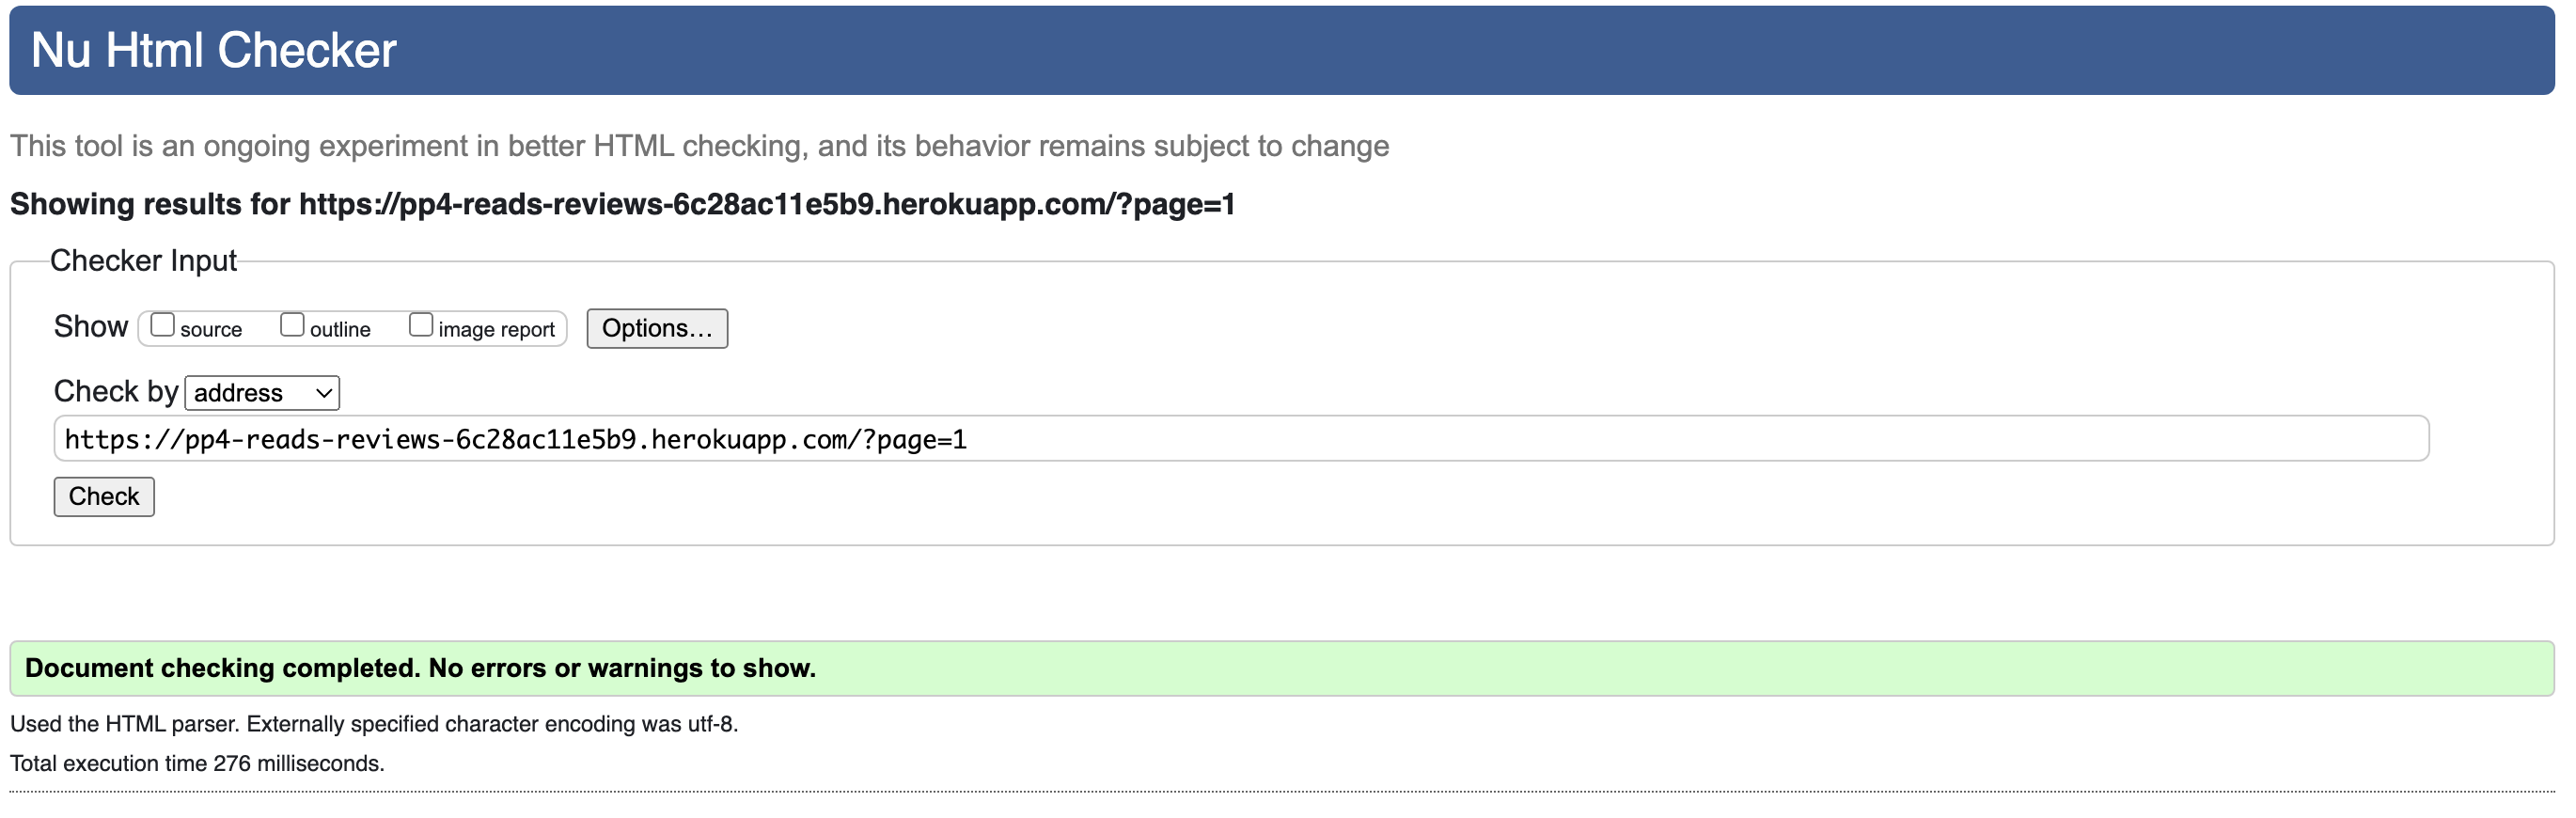 Nu Html Checker
This tool is an ongoing experiment in better HTML checking, and its behavior remains subject to change
Showing results for https://pp4-reads-reviews-6c28ac11e5b9.herokuapp.com/?page=1
Checker Input
Show source outline image report Options...
Check by address
https://pp4-reads-reviews-6c28ac11e5b9.herokuapp.com/?page=1
Check
Document checking completed. No errors or warnings to show.
Used the HTML parser. Externally specified character encoding was utf-8.
Total execution time 276 milliseconds.